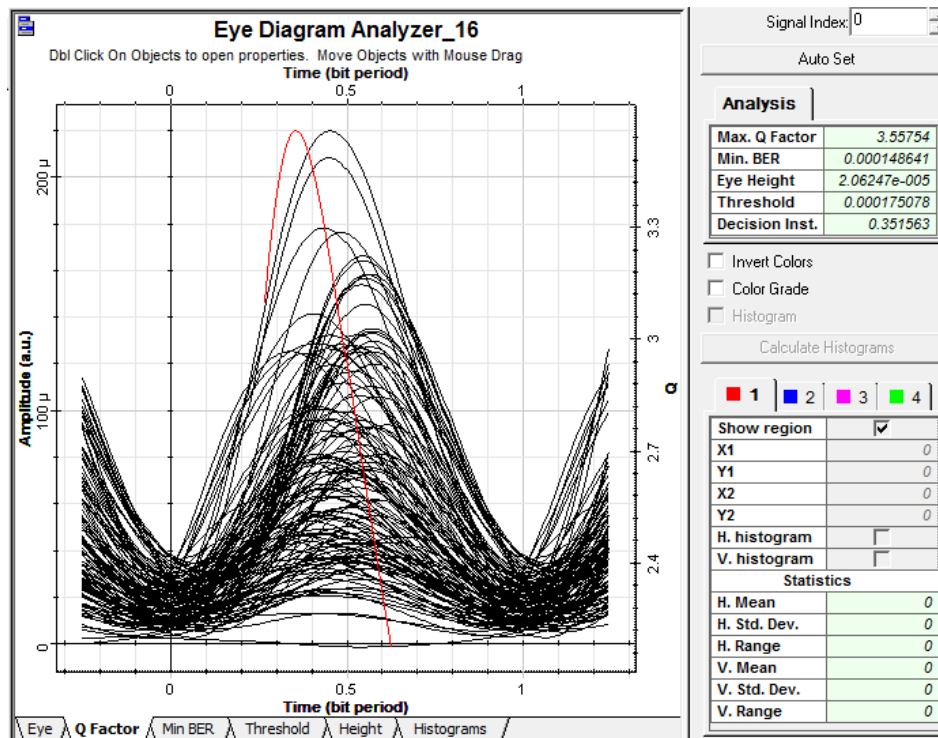 Eye Diagram Analyzer_16
Dbl Click On Objects to open properties. Move Objects with Mouse Drag
Time (bit period)
0 0.5 1
Amplitude (a.u.)
200 µ
100 µ
0
Q
3.3
3
2.7
2.4
0 0.5 1
Time (bit period)
Eye Q Factor Min BER Threshold Height Histograms
Signal Index: 0
Auto Set
Analysis
Max. Q Factor 3.55754
Min. BER 0.000148641
Eye Height 2.06247e-005
Threshold 0.000175078
Decision Inst. 0.351563
Invert Colors
Color Grade
Histogram
Calculate Histograms
1 2 3 4
Show region
X1 0
Y1 0
X2 0
Y2 0
H. histogram
V. histogram
Statistics
H. Mean 0
H. Std. Dev. 0
H. Range 0
V. Mean 0
V. Std. Dev. 0
V. Range 0